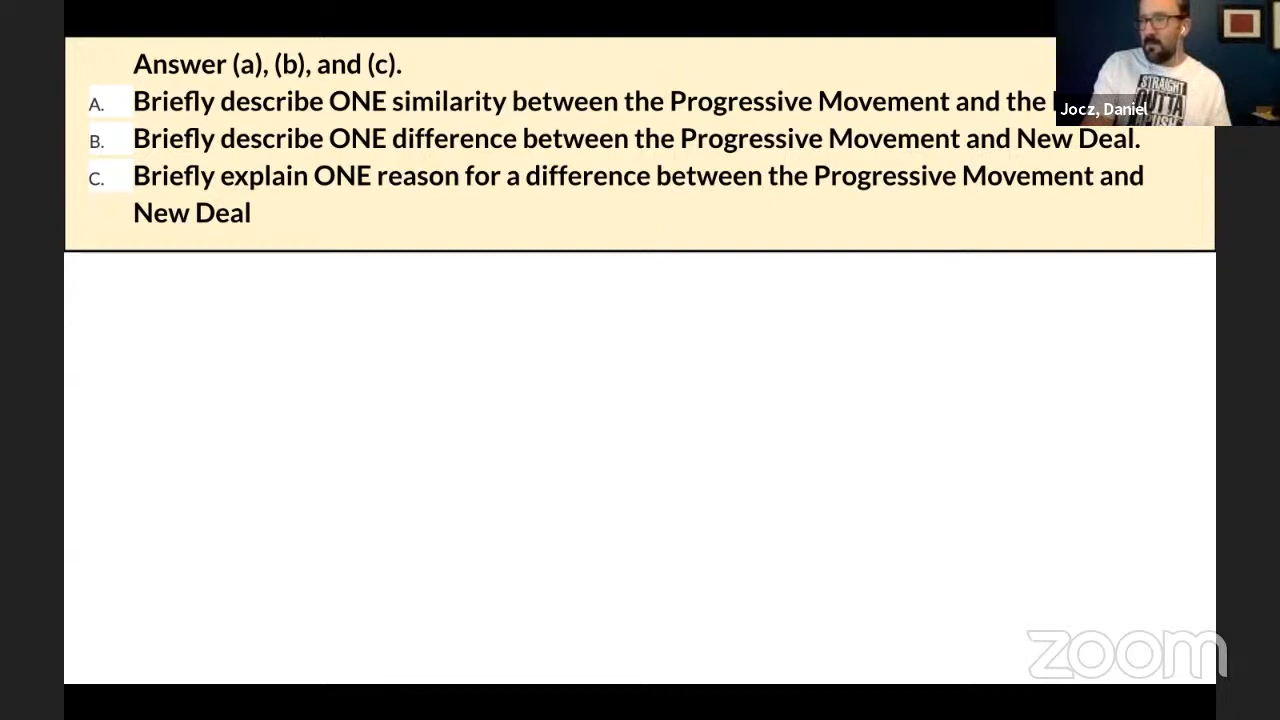 Answer (a), (b), and (c).
A. Briefly describe ONE similarity between the Progressive Movement and the
B. Briefly describe ONE difference between the Progressive Movement and New Deal.
C. Briefly explain ONE reason for a difference between the Progressive Movement and
New Deal
STRAIGHT
OUTTA
Jocz, Daniel
zoom